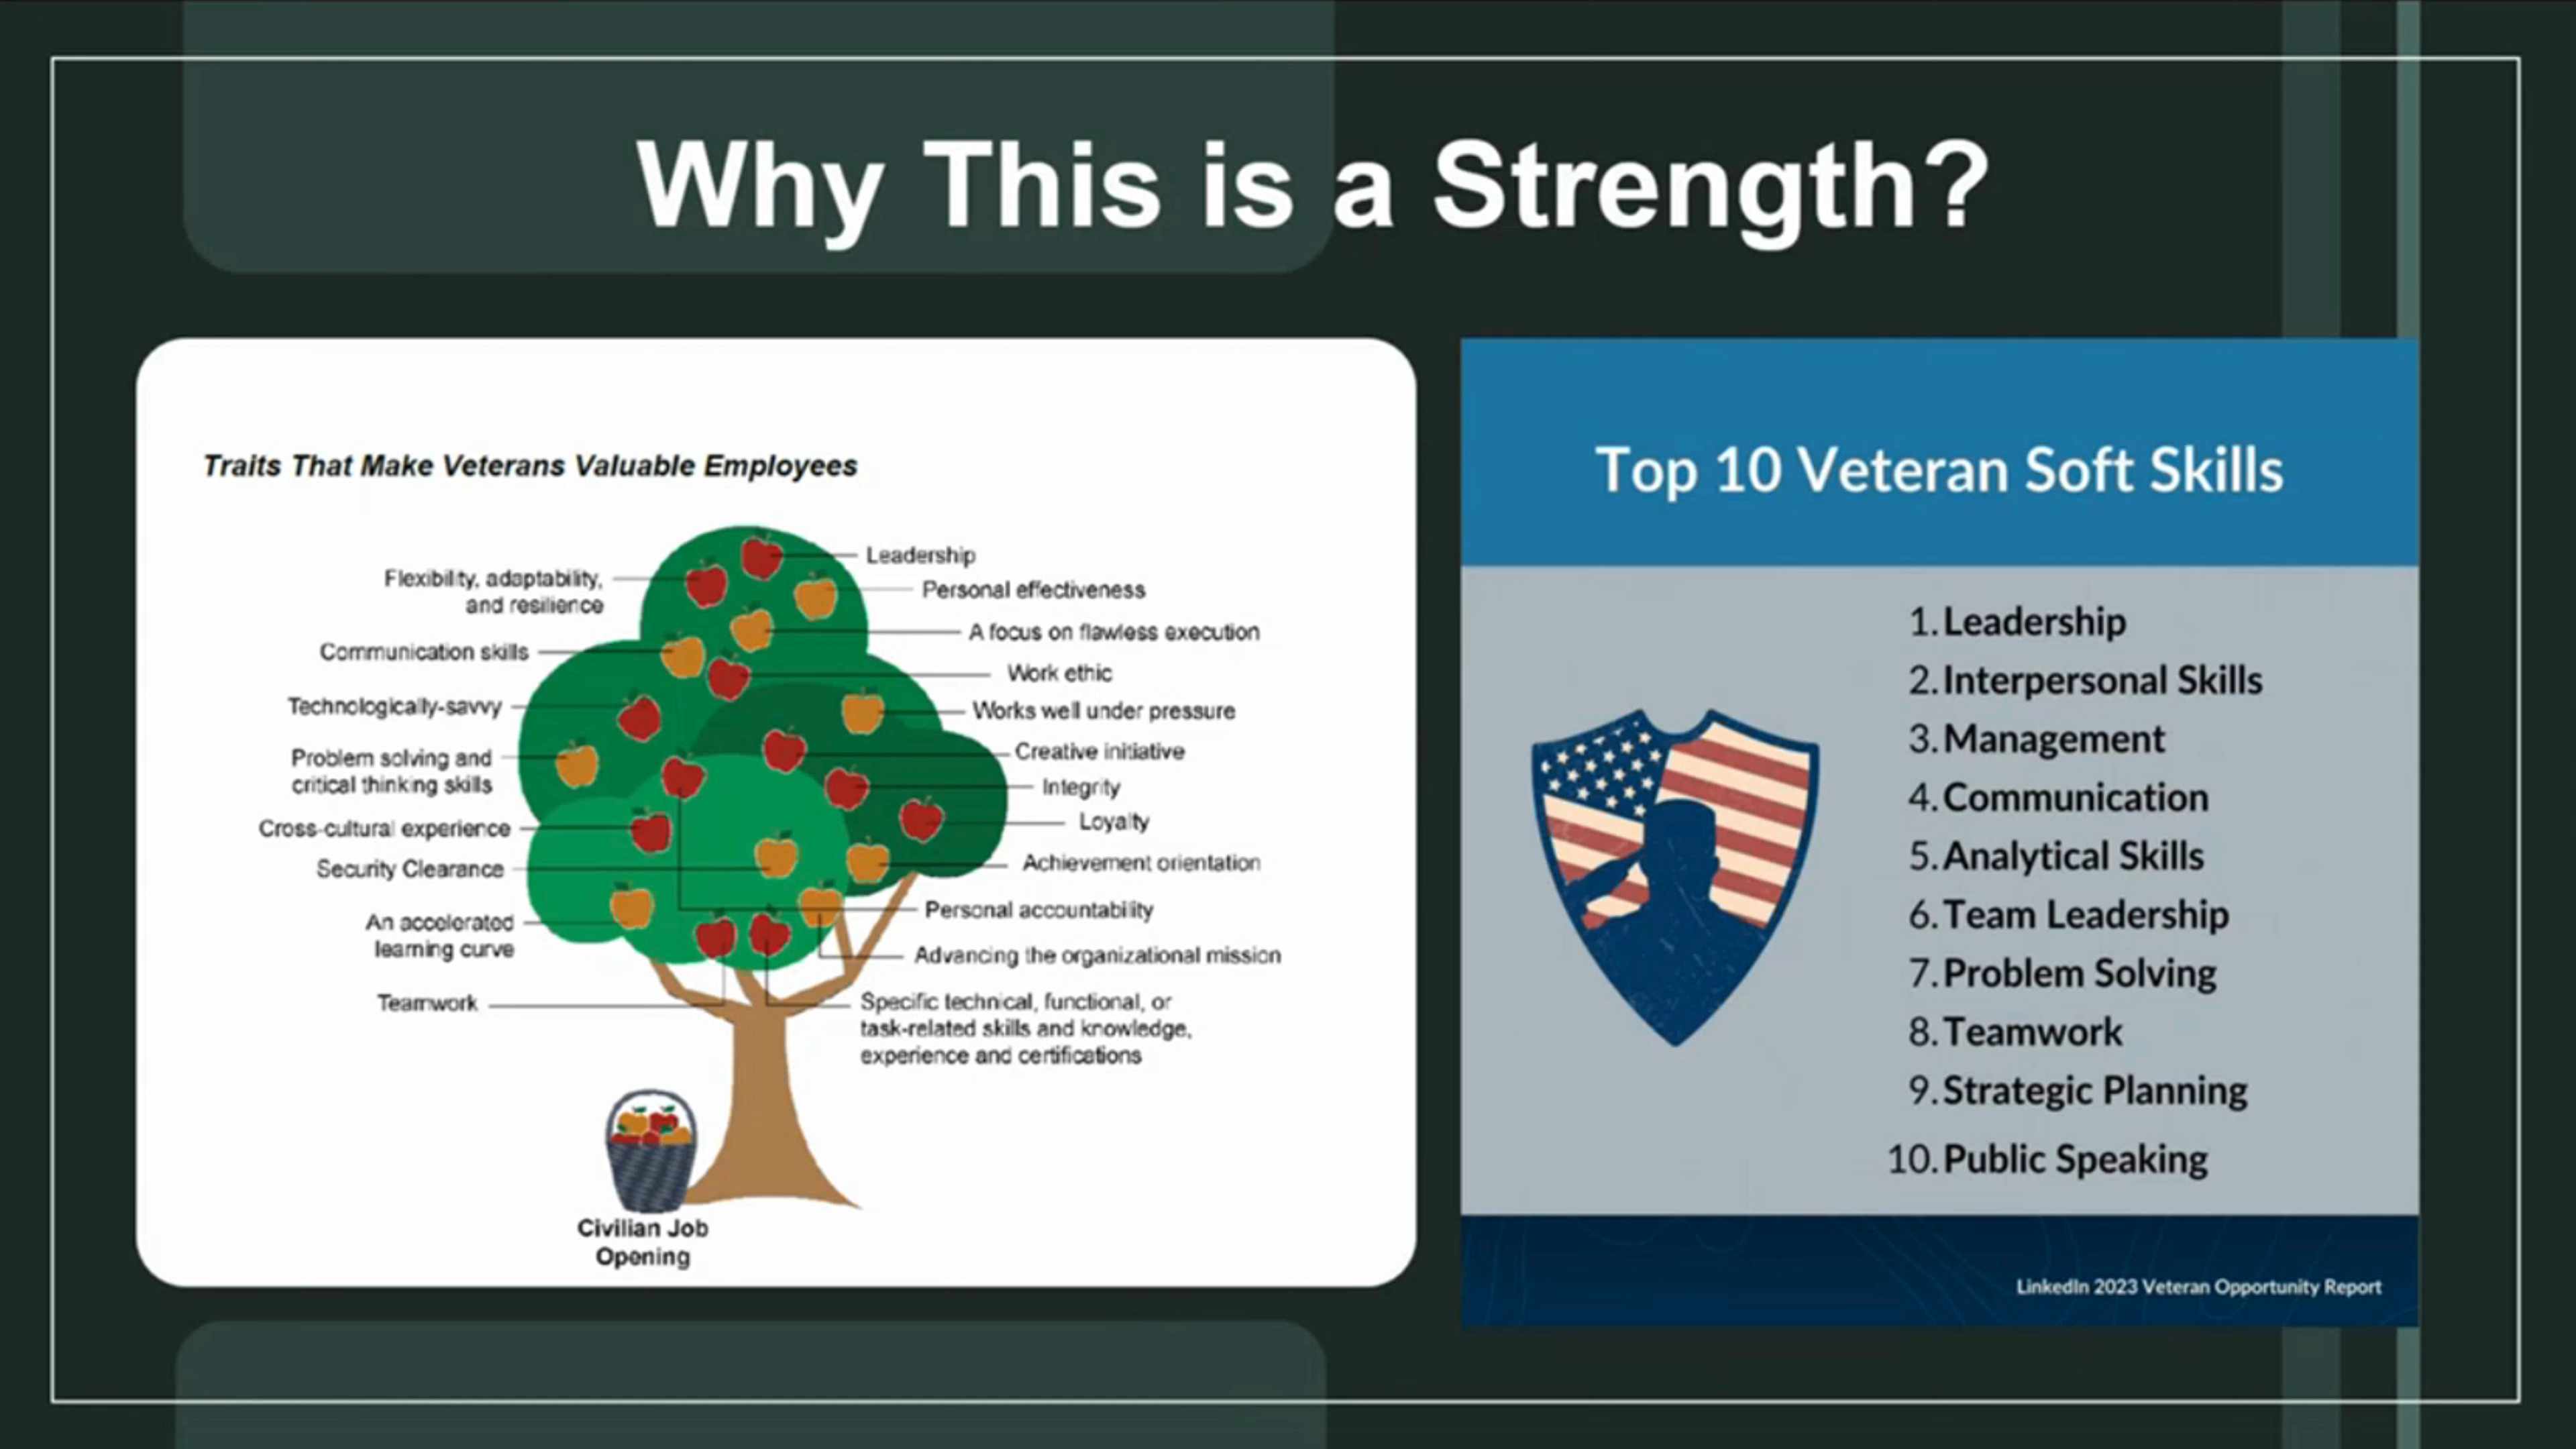 Why This is a Strength?
Traits That Make Veterans Valuable Employees
Flexibility, adaptability,
and resilience
Communication skills
Technologically-savvy
Problem solving and
critical thinking skills
Cross-cultural experience
Security Clearance
An accelerated
learning curve
Teamwork
Leadership
Personal effectiveness
A focus on flawless execution
Work ethic
Works well under pressure
Creative initiative
Integrity
Loyalty
Achievement orientation
Personal accountability
Advancing the organizational mission
Specific technical, functional, or
task-related skills and knowledge,
experience and certifications
Civilian Job
Opening
Top 10 Veteran Soft Skills
1. Leadership
2. Interpersonal Skills
3. Management
4. Communication
5. Analytical Skills
6. Team Leadership
7. Problem Solving
8. Teamwork
9. Strategic Planning
10. Public Speaking
LinkedIn 2023 Veteran Opportunity Report